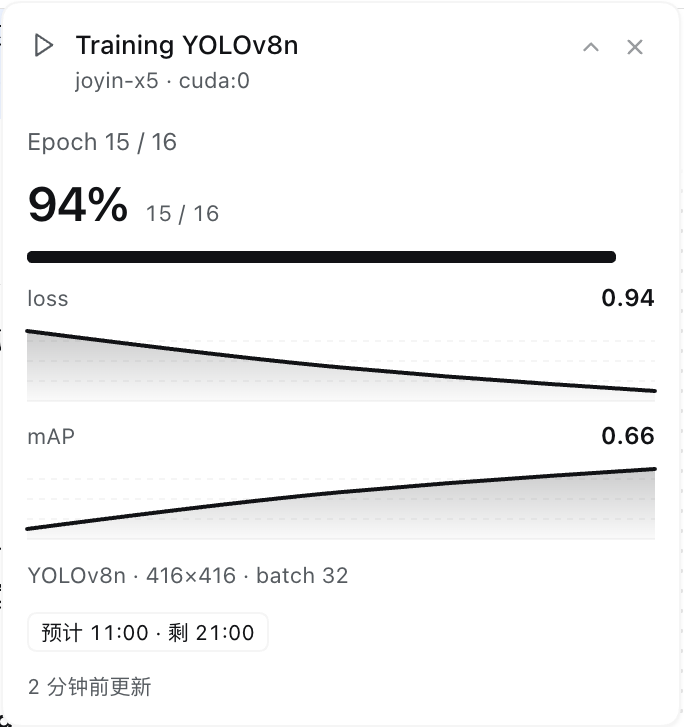 Training YOLOv8n
joyin-x5 · cuda:0
Epoch 15 / 16
94% 15 / 16
loss 0.94
mAP 0.66
YOLOv8n · 416×416 · batch 32
预计 11:00 · 剩 21:00
2 分钟前更新